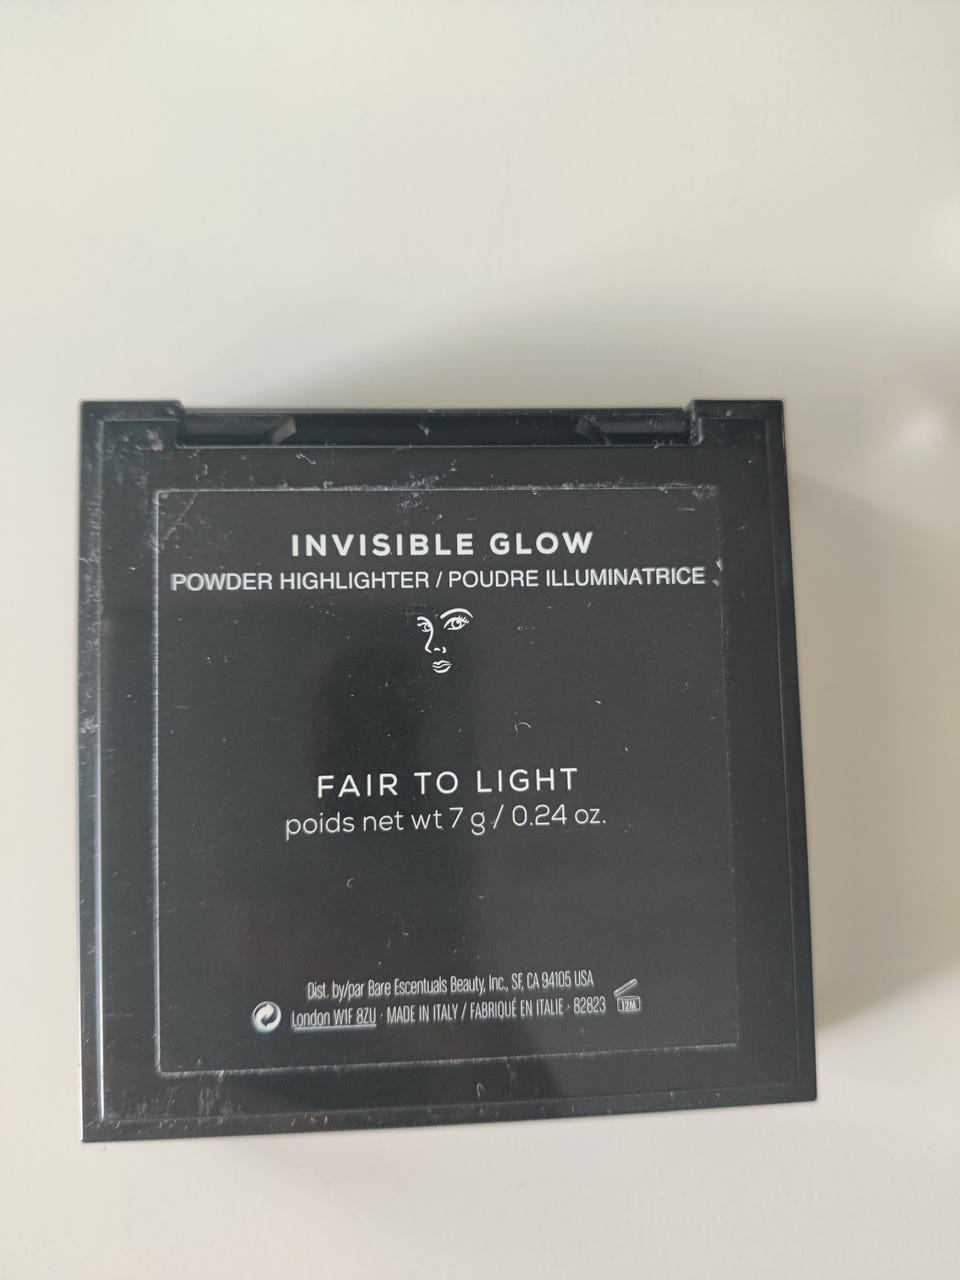 INVISIBLE GLOW
POWDER HIGHLIGHTER / POUDRE ILLUMINATRICE
FAIR TO LIGHT
poids net wt 7 g / 0.24 oz.
Dist. by/par Bare Escentuals Beauty, Inc., SF, CA 94105 USA
London W1F 8ZU · MADE IN ITALY / FABRIQUÉ EN ITALIE · 82823
12M